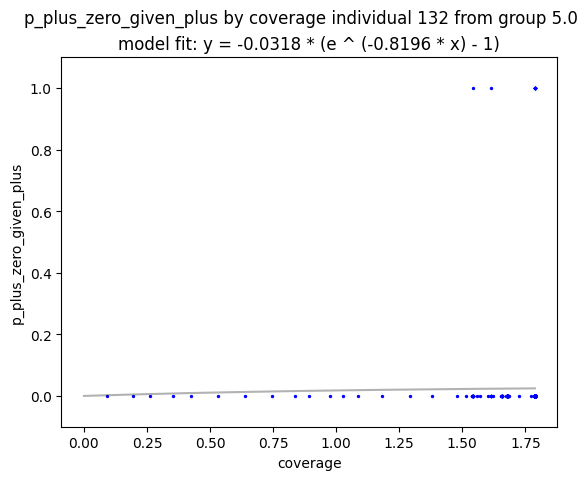 p_plus_zero_given_plus by coverage individual 132 from group 5.0
model fit: y = -0.0318 * (e ^ (-0.8196 * x) - 1)
p_plus_zero_given_plus
1.0
0.8
0.6
0.4
0.2
0.0
0.00 0.25 0.50 0.75 1.00 1.25 1.50 1.75
coverage